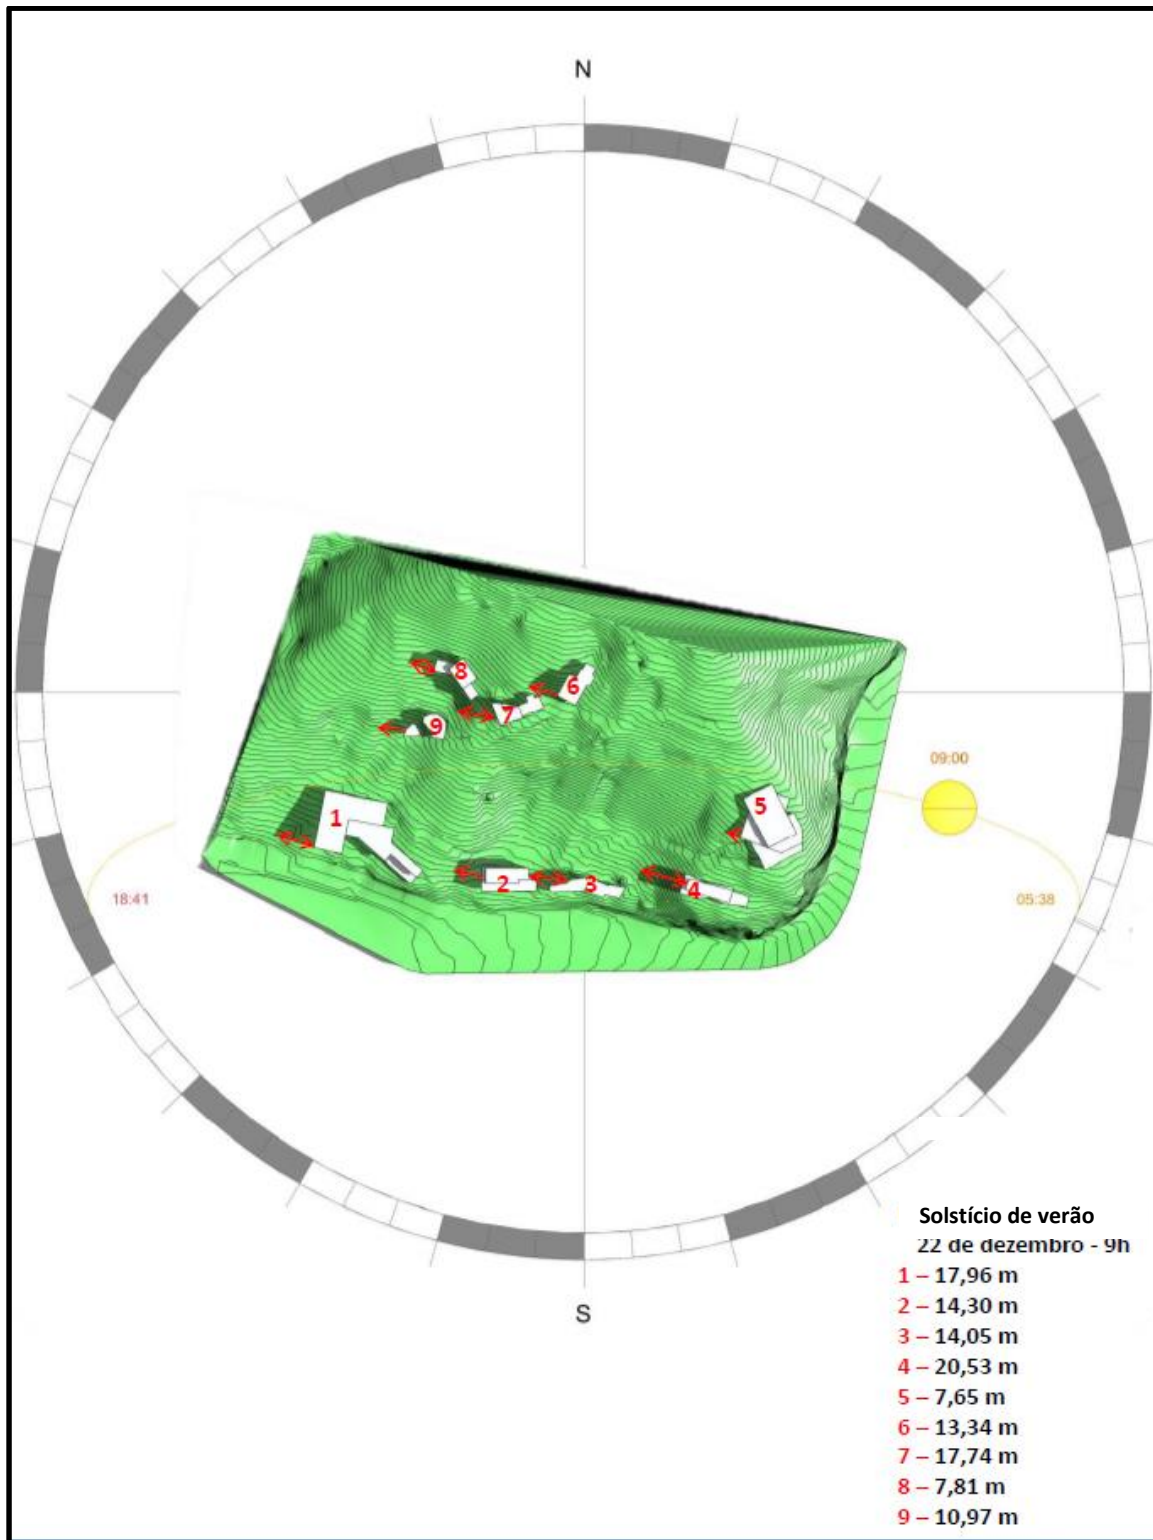 N
8
6
7
9
09:00
5
1
2
3
4
18:41
05:38
S
Solstício de verão
22 de dezembro - 9h
1 – 17,96 m
2 – 14,30 m
3 – 14,05 m
4 – 20,53 m
5 – 7,65 m
6 – 13,34 m
7 – 17,74 m
8 – 7,81 m
9 – 10,97 m